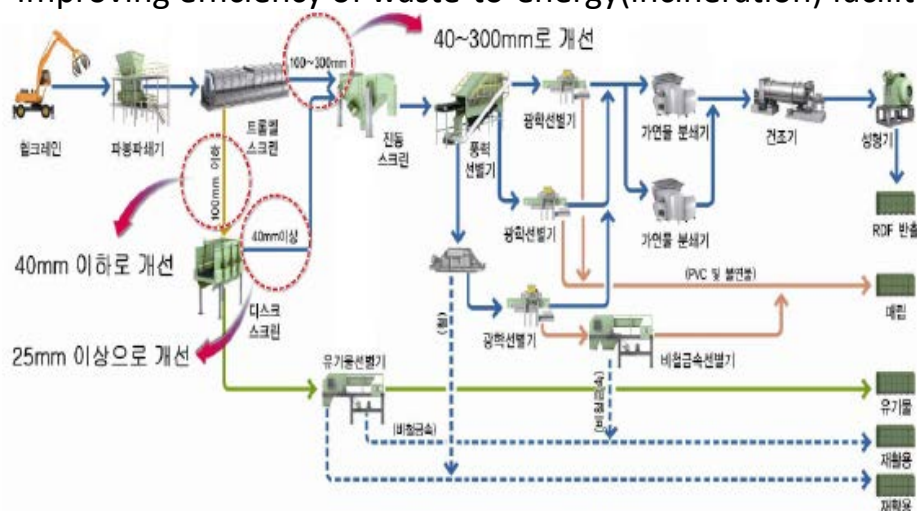 Improving efficiency of waste-to-energy(incineration) facilit
100~300mm
40~300mm로 개선
휠크레인
파봉파쇄기
트롬멜
스크린
진동
스크린
풍력
선별기
광학선별기
가연물 분쇄기
건조기
성형기
100mm 이하
40mm이상
광학선별기
가연물 분쇄기
RDF 반출
40mm 이하로 개선
디스크
스크린
(철)
광학선별기
(PVC 및 불연물)
매립
25mm 이상으로 개선
유기물선별기
비철금속선별기
(비철금속)
(비철금속)
유기물
재활용
재활용